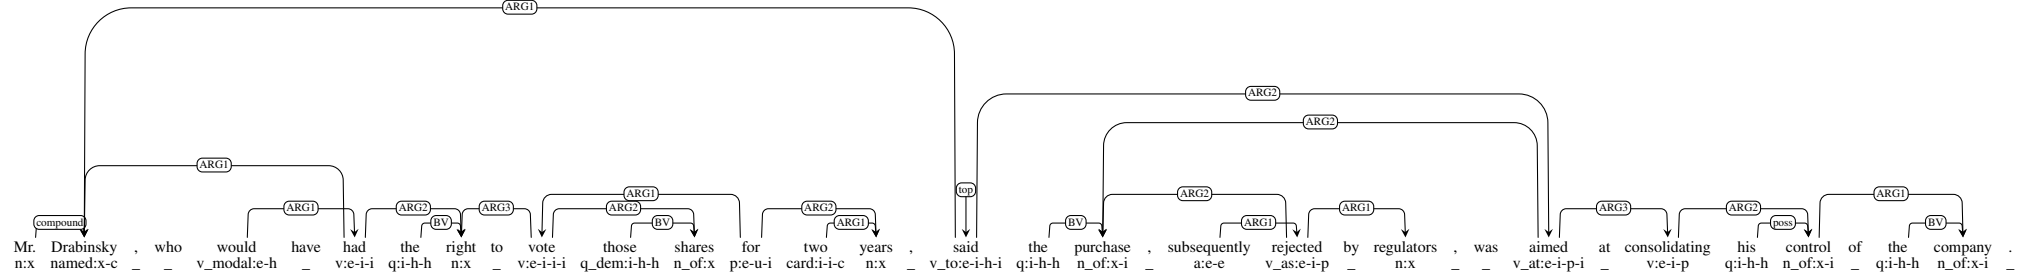 ARG1
ARG2
ARG2
ARG1
top
ARG1 ARG2
compound ARG1 ARG2 ARG3 ARG2 ARG2 ARG1 ARG3 ARG2 ARG1
BV BV ARG1 BV ARG1 poss BV
Mr. Drabinsky , who would have had the right to vote those shares for two years , said the purchase , subsequently rejected by regulators , was aimed at consolidating his control of the company .
n:x named:x-c _ _ v_modal:e-h _ v:e-i-i q:i-h-h n:x _ v:e-i-i-i q_dem:i-h-h n_of:x p:e-u-i card:i-i-c n:x _ v_to:e-i-h-i q:i-h-h n_of:x-i _ a:e-e v_as:e-i-p _ n:x _ _ v_at:e-i-p-i _ v:e-i-p q:i-h-h n_of:x-i _ q:i-h-h n_of:x-i _